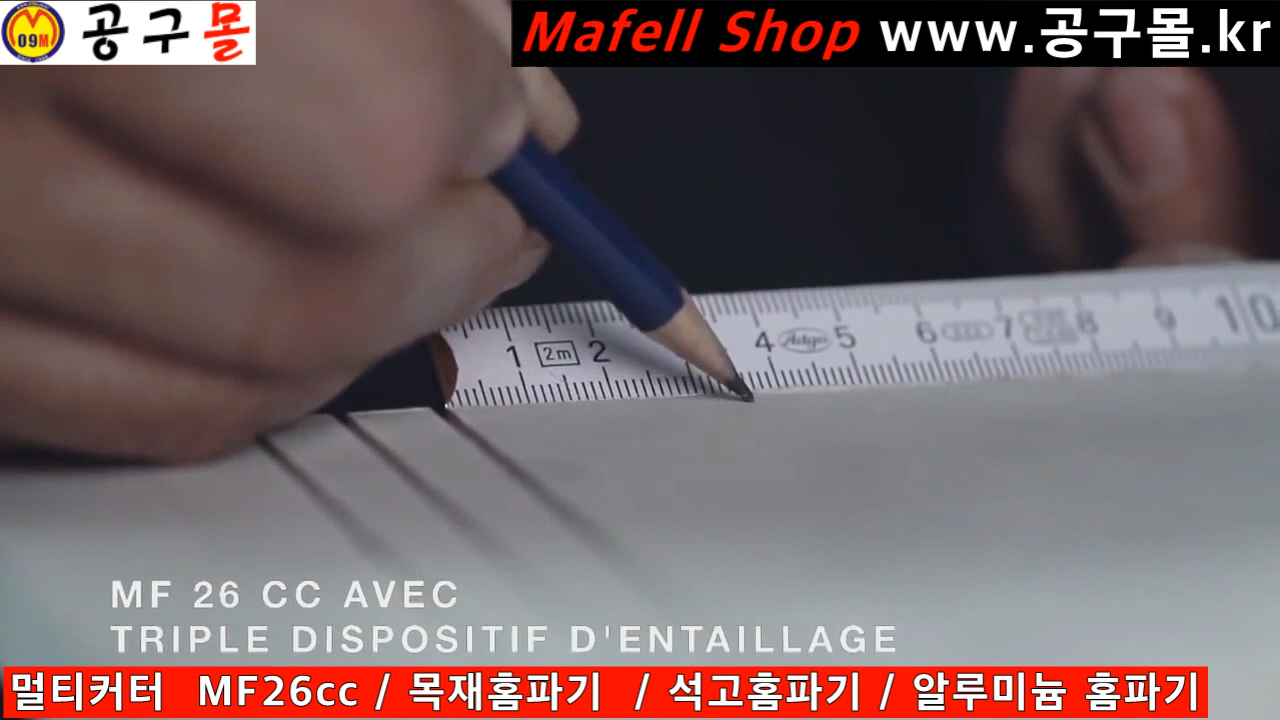 09M 공구몰
Mafell Shop www.공구몰.kr
1 2m 2 4 Adga 5 6 7 8 9 10
MF 26 CC AVEC
TRIPLE DISPOSITIF D'ENTAILLAGE
멀티커터 MF26cc / 목재홈파기 / 석고홈파기 / 알루미늄 홈파기